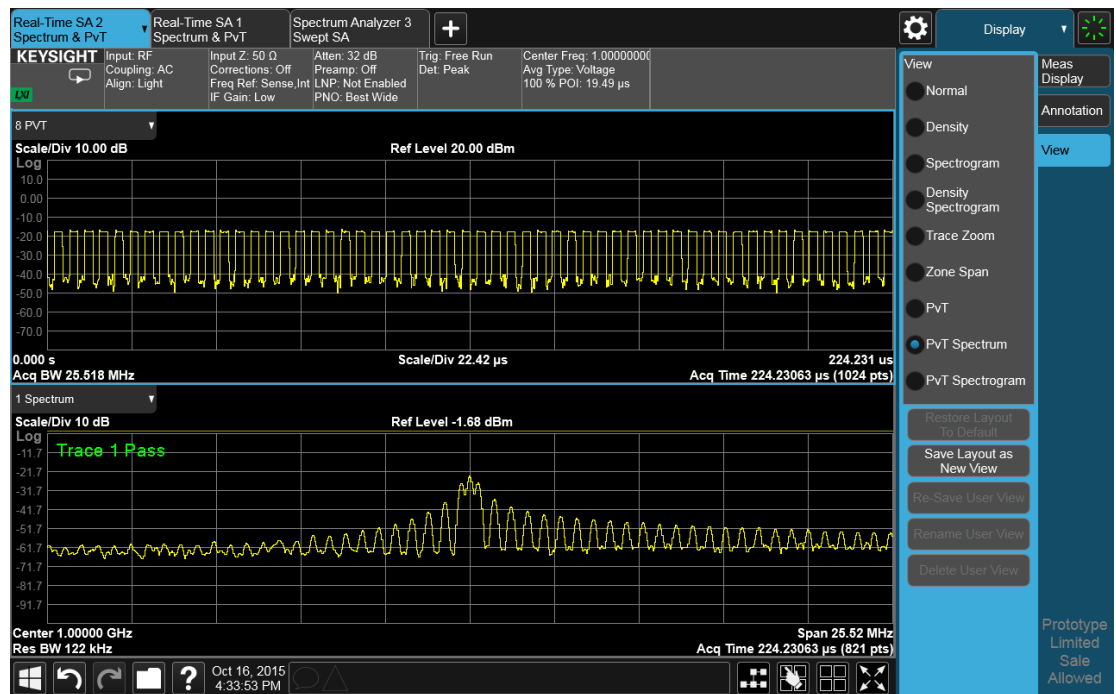 Real-Time SA 2
Spectrum & PvT
Real-Time SA 1
Spectrum & PvT
Spectrum Analyzer 3
Swept SA
Display
KEYSIGHT
LXI
Input: RF
Coupling: AC
Align: Light
Input Z: 50 Ω
Corrections: Off
Freq Ref: Sense,Int
IF Gain: Low
Atten: 32 dB
Preamp: Off
LNP: Not Enabled
PNO: Best Wide
Trig: Free Run
Det: Peak
Center Freq: 1.00000000
Avg Type: Voltage
100 % POI: 19.49 µs
8 PVT
Scale/Div 10.00 dB
Ref Level 20.00 dBm
Log
10.0
0.00
-10.0
-20.0
-30.0
-40.0
-50.0
-60.0
-70.0
0.000 s
Scale/Div 22.42 µs
224.231 us
Acq BW 25.518 MHz
Acq Time 224.23063 µs (1024 pts)
1 Spectrum
Scale/Div 10 dB
Ref Level -1.68 dBm
Log
Trace 1 Pass
-11.7
-21.7
-31.7
-41.7
-51.7
-61.7
-71.7
-81.7
-91.7
Center 1.00000 GHz
Span 25.52 MHz
Res BW 122 kHz
Acq Time 224.23063 µs (821 pts)
?
Oct 16, 2015
4:33:53 PM
View
Normal
Density
Spectrogram
Density
Spectrogram
Trace Zoom
Zone Span
PvT
PvT Spectrum
PvT Spectrogram
Restore Layout
To Default
Save Layout as
New View
Re-Save User View
Rename User View
Delete User View
Meas
Display
Annotation
View
Prototype
Limited
Sale
Allowed